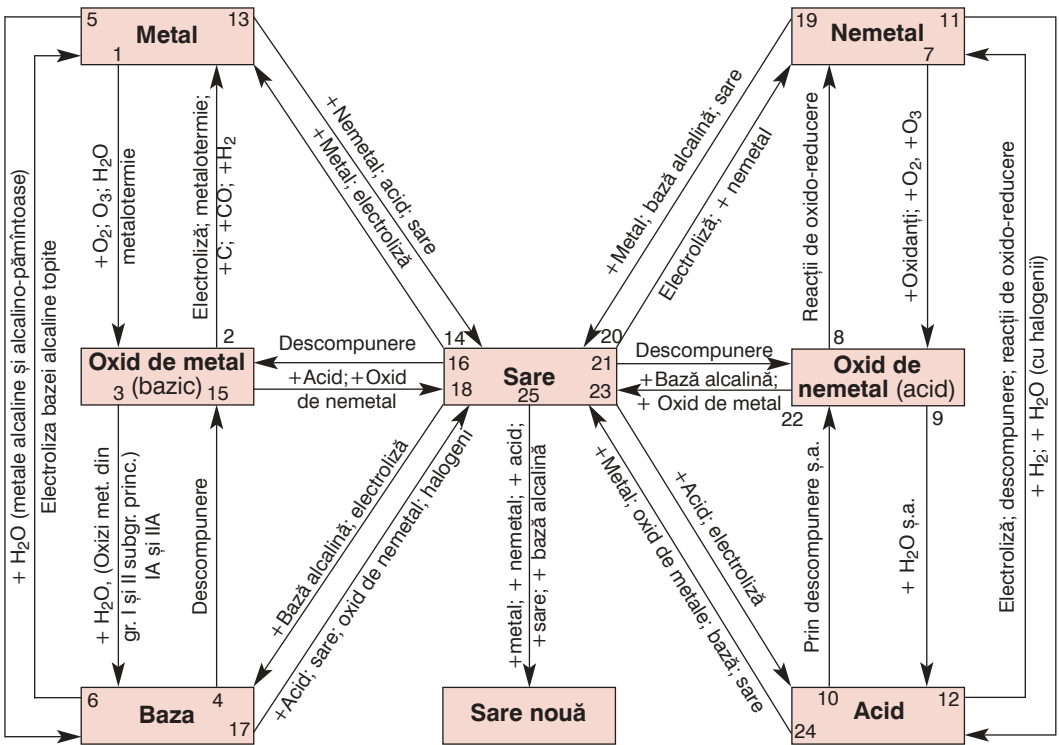 5
13
Metal
1
19
11
Nemetal
7
+ H2O (metale alcaline și alcalino-pămîntoase)
Electroliza bazei alcaline topite
+O2; O3; H2O
metalotermie
Electroliză; metalotermie;
+C; +CO; +H2
+Nemetal; acid; sare
+Metal; electroliză
+Metal; bază alcalină; sare
Electroliză; + nemetal
Reacții de oxido-reducere
+Oxidanți; +O2, +O3
Electroliză; descompunere; reacții de oxido-reducere
+ H2; + H2O (cu halogenii)
2
Oxid de metal
3 (bazic) 15
Descompunere
+Acid;+Oxid
de nemetal
14
20
16
21
Sare
18
23
25
Descompunere
+Bază alcalină;
+ Oxid de metal
22
8
Oxid de
nemetal (acid)
9
+ H2O, (Oxizi met. din
gr. I și II subgr. princ.)
IA și IIA
Descompunere
+Bază alcalină; electroliză
+Acid; sare; oxid de nemetal; halogeni
+metal; + nemetal; + acid;
+sare; + bază alcalină
+Acid; electroliză
+Metal; oxid de metale; bază; sare
Prin descompunere ș.a.
+ H2O ș.a.
6
4
Baza
17
Sare nouă
10
12
Acid
24